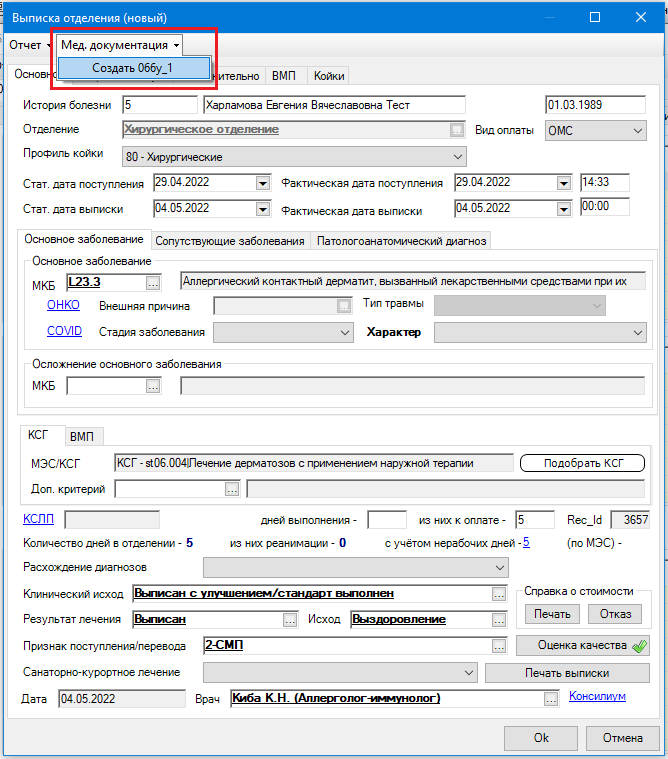 Выписка отделения (новый)
Отчет Мед. документация
Создать 066у_1
ВМП Койки
История болезни 5 Харламова Евгения Вячеславовна Тест 01.03.1989
Отделение Хирургическое отделение Вид оплаты ОМС
Профиль койки 80 - Хирургические
Стат. дата поступления 29.04.2022 Фактическая дата поступления 29.04.2022 14:33
Стат. дата выписки 04.05.2022 Фактическая дата выписки 04.05.2022 00:00
Основное заболевание Сопутствующие заболевания Патологоанатомический диагноз
Основное заболевание
МКБ L23.3 ... Аллергический контактный дерматит, вызванный лекарственными средствами при их
ОНКО Внешняя причина ... Тип травмы
COVID Стадия заболевания Характер
Осложнение основного заболевания
МКБ ...
КСГ ВМП
МЭС/КСГ КСГ - st06.004|Лечение дерматозов с применением наружной терапии Подобрать КСГ
Доп. критерий ...
КСЛП дней выполнения - из них к оплате - 5 Rec_Id 3657
Количество дней в отделении - 5 из них реанимации - 0 с учётом нерабочих дней -5 (по МЭС) -
Расхождение диагнозов
Клинический исход Выписан с улучшением/стандарт выполнен ... Справка о стоимости
Результат лечения Выписан ... Исход Выздоровление ... Печать Отказ
Признак поступления/перевода 2-СМП ... Оценка качества
Санаторно-курортное лечение Печать выписки
Дата 04.05.2022 Врач Киба К.Н. (Аллерголог-иммунолог) ... Консилиум
Ok Отмена